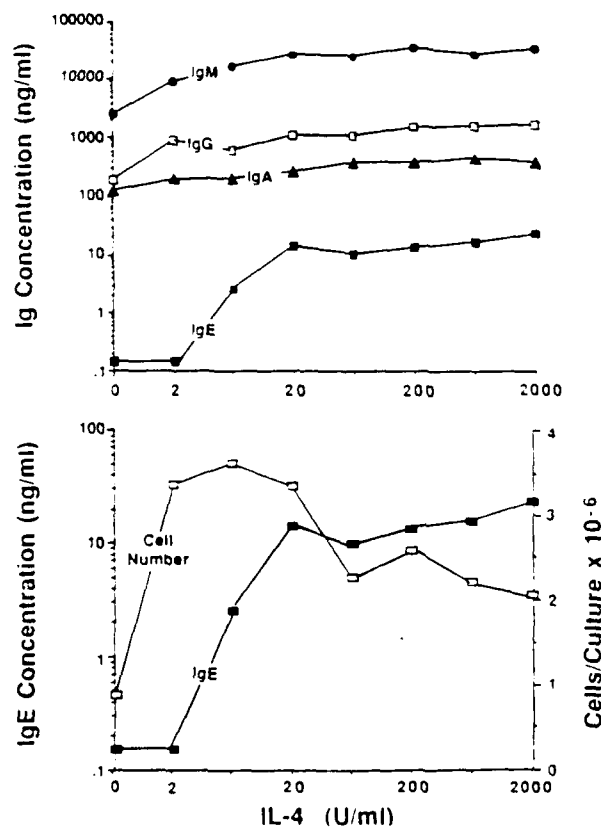 Ig Concentration (ng/ml)
100000
10000
1000
100
10
1
.1
IgM
IgG
IgA
IgE
0 2 20 200 2000
IgE Concentration (ng/ml)
100
10
1
.1
Cell
Number
IgE
4
3
2
1
0
Cells/Culture x 10-6
0 2 20 200 2000
IL-4 (U/ml)